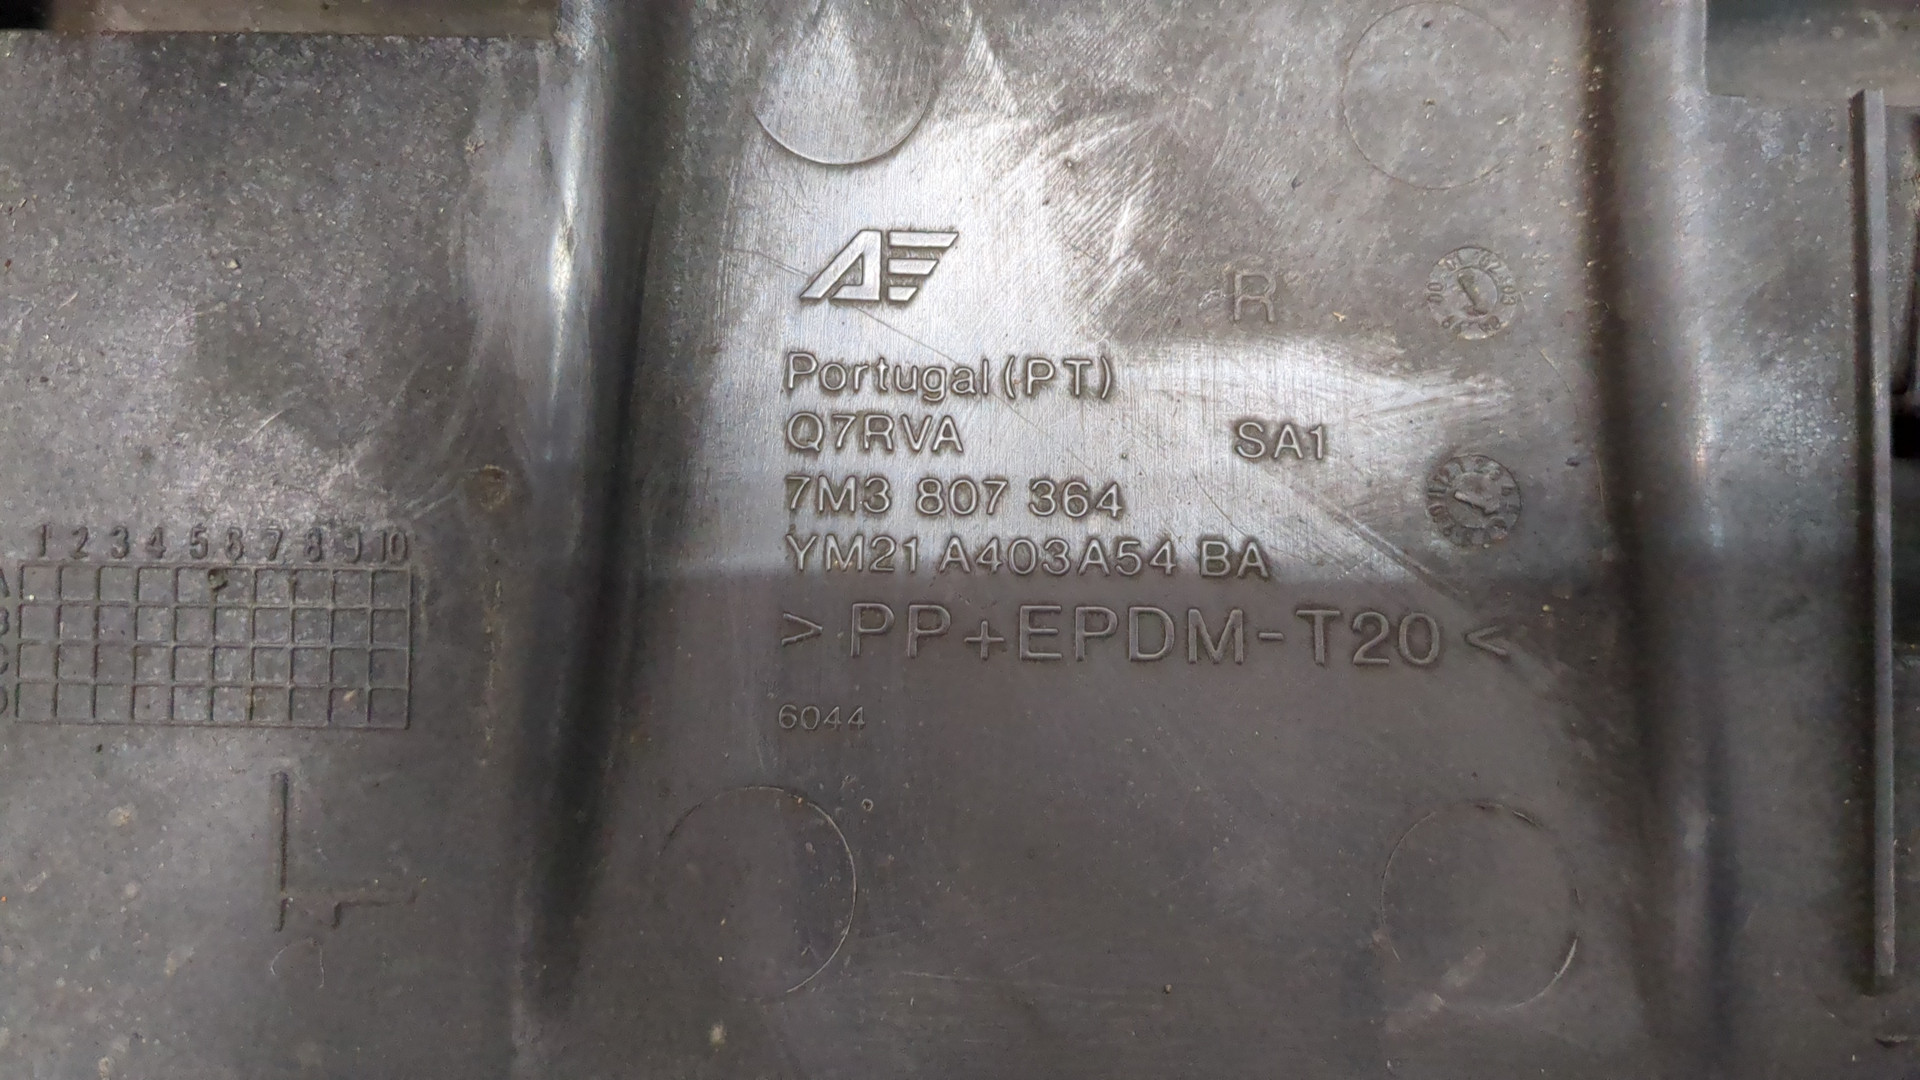 AE
R
Portugal (PT)
Q7RVA SA1
7M3 807 364
YM21 A403A54 BA
> PP+EPDM-T20 <
6044
1 2 3 4 5 6 7 8 9 10
A
B
C
D